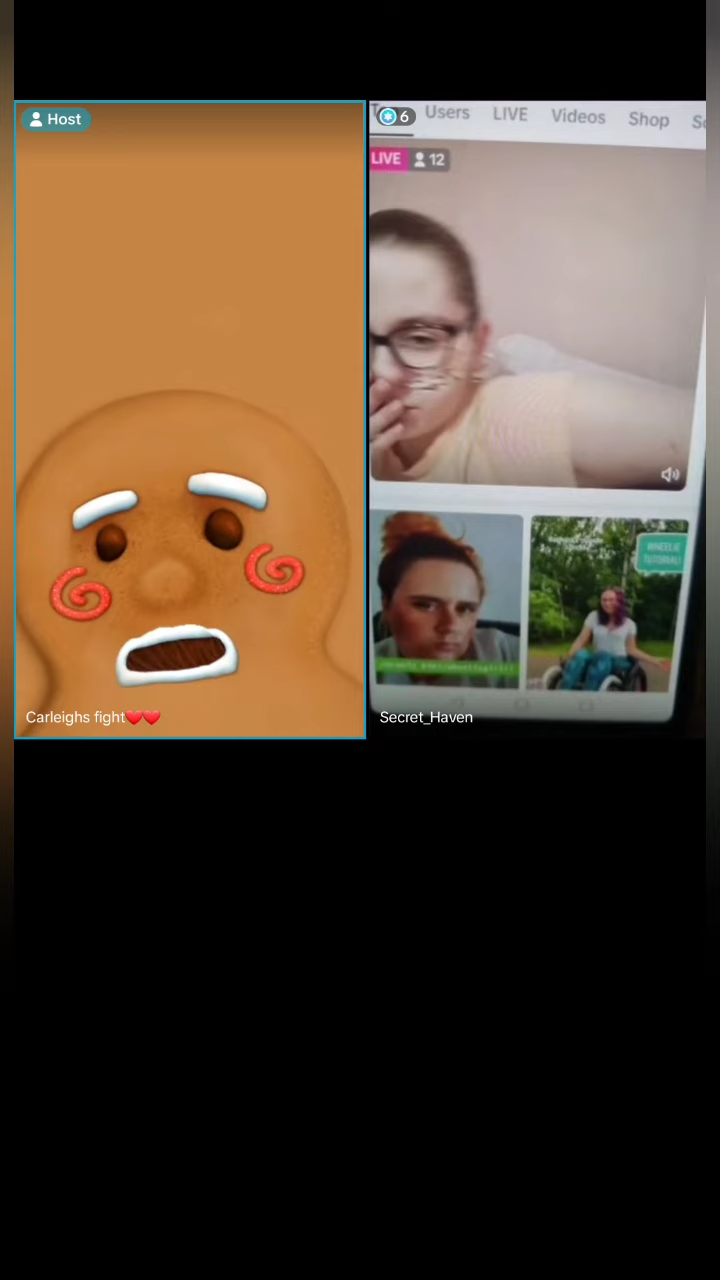 Host
6
Users
LIVE
Videos
Shop
LIVE
12
WHEELIE
TUTORIAL!
Carleighs fight❤️❤️
Secret_Haven